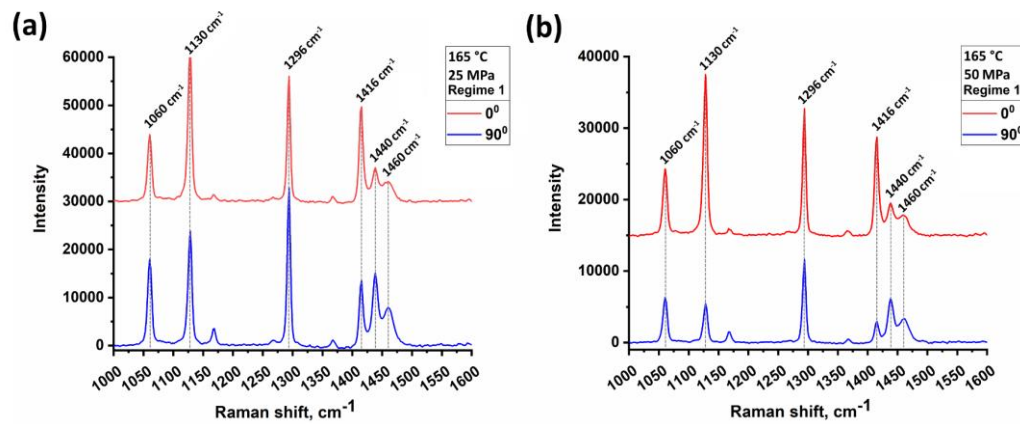 (a)
1130 cm⁻¹
1296 cm⁻¹
60000
50000
40000
30000
20000
10000
0
1060 cm⁻¹
1416 cm⁻¹
1440 cm⁻¹
1460 cm⁻¹
165 °C
25 MPa
Regime 1
0⁰
90⁰
Intensity
1000 1050 1100 1150 1200 1250 1300 1350 1400 1450 1500 1550 1600
Raman shift, cm⁻¹
(b)
1130 cm⁻¹
1296 cm⁻¹
40000
30000
20000
10000
0
1060 cm⁻¹
1416 cm⁻¹
1440 cm⁻¹
1460 cm⁻¹
165 °C
50 MPa
Regime 1
0⁰
90⁰
Intensity
1000 1050 1100 1150 1200 1250 1300 1350 1400 1450 1500 1550 1600
Raman shift, cm⁻¹